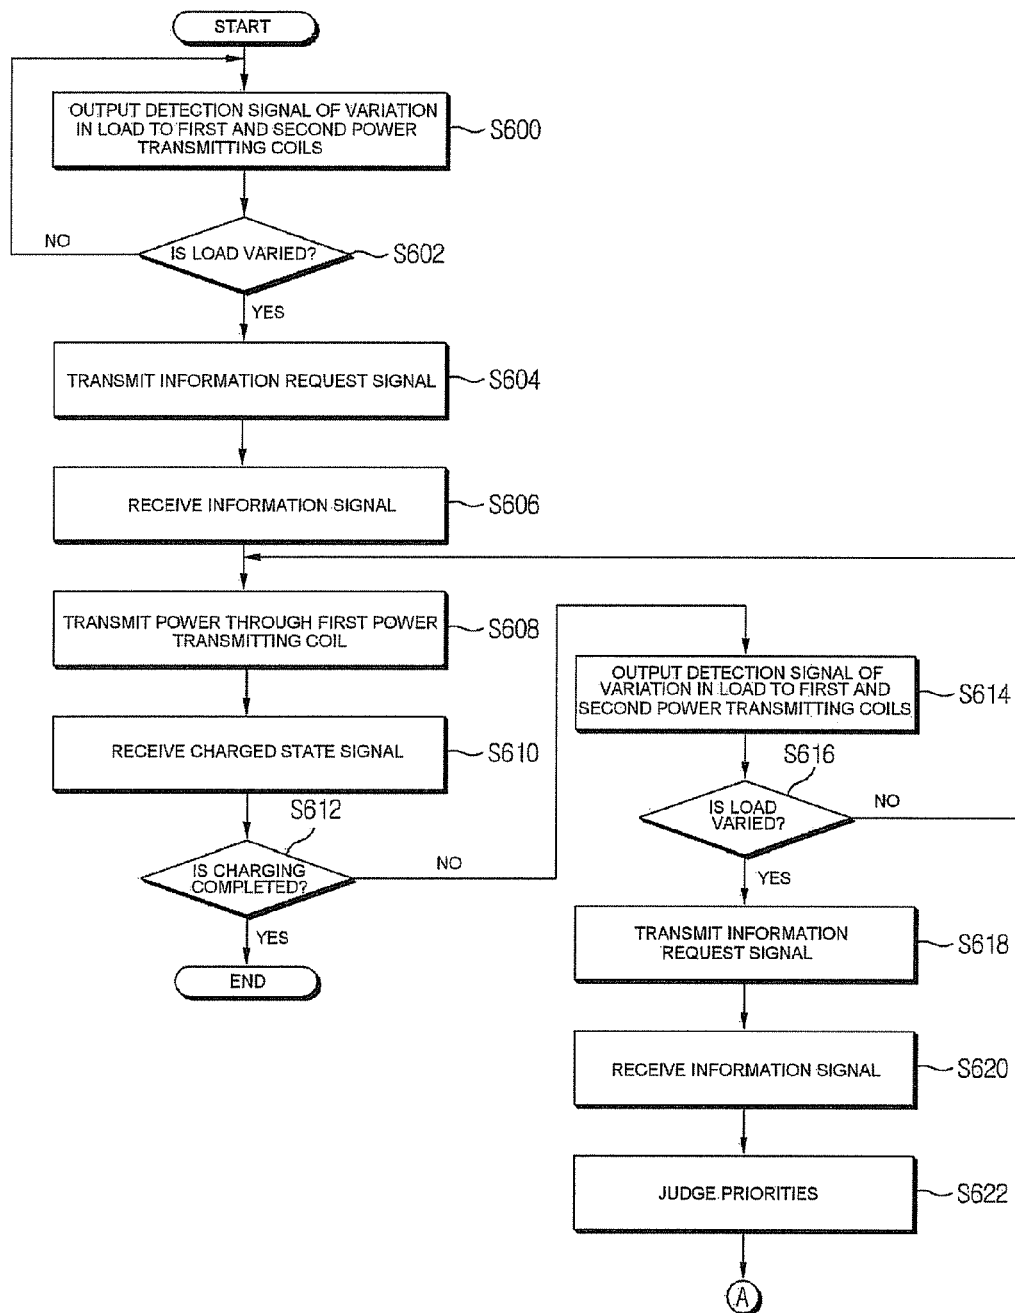 START
OUTPUT DETECTION SIGNAL OF VARIATION
IN LOAD TO FIRST AND SECOND POWER
TRANSMITTING COILS
S600
IS LOAD VARIED?
S602
NO
YES
TRANSMIT INFORMATION REQUEST SIGNAL
S604
RECEIVE INFORMATION SIGNAL
S606
TRANSMIT POWER THROUGH FIRST POWER
TRANSMITTING COIL
S608
RECEIVE CHARGED STATE SIGNAL
S610
S612
IS CHARGING
COMPLETED?
NO
YES
END
OUTPUT DETECTION SIGNAL OF
VARIATION IN LOAD TO FIRST AND
SECOND POWER TRANSMITTING COILS
S614
S616
IS LOAD
VARIED?
NO
YES
TRANSMIT INFORMATION
REQUEST SIGNAL
S618
RECEIVE INFORMATION SIGNAL
S620
JUDGE PRIORITIES
S622
A